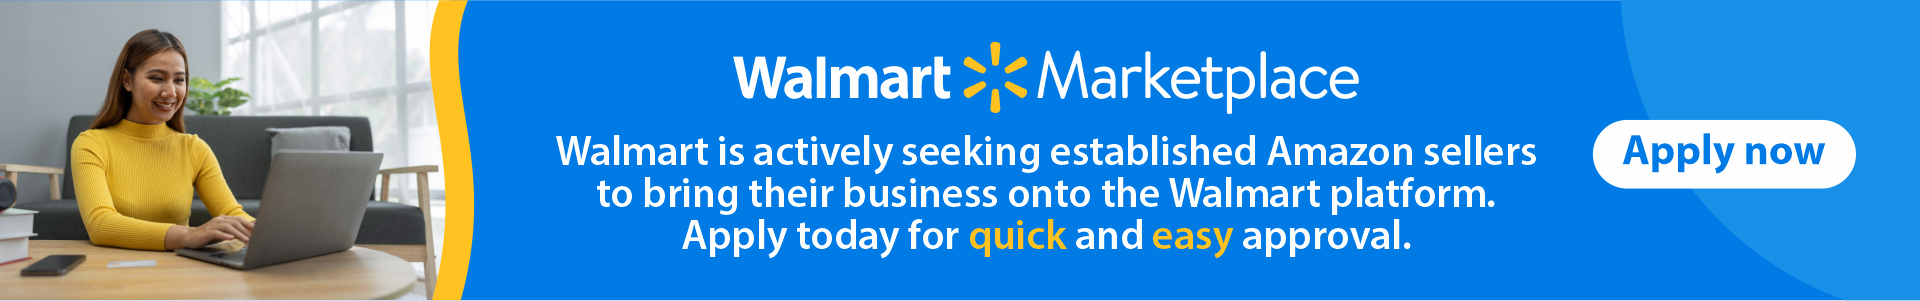 Walmart Marketplace
Walmart is actively seeking established Amazon sellers
to bring their business onto the Walmart platform.
Apply today for quick and easy approval.
Apply now